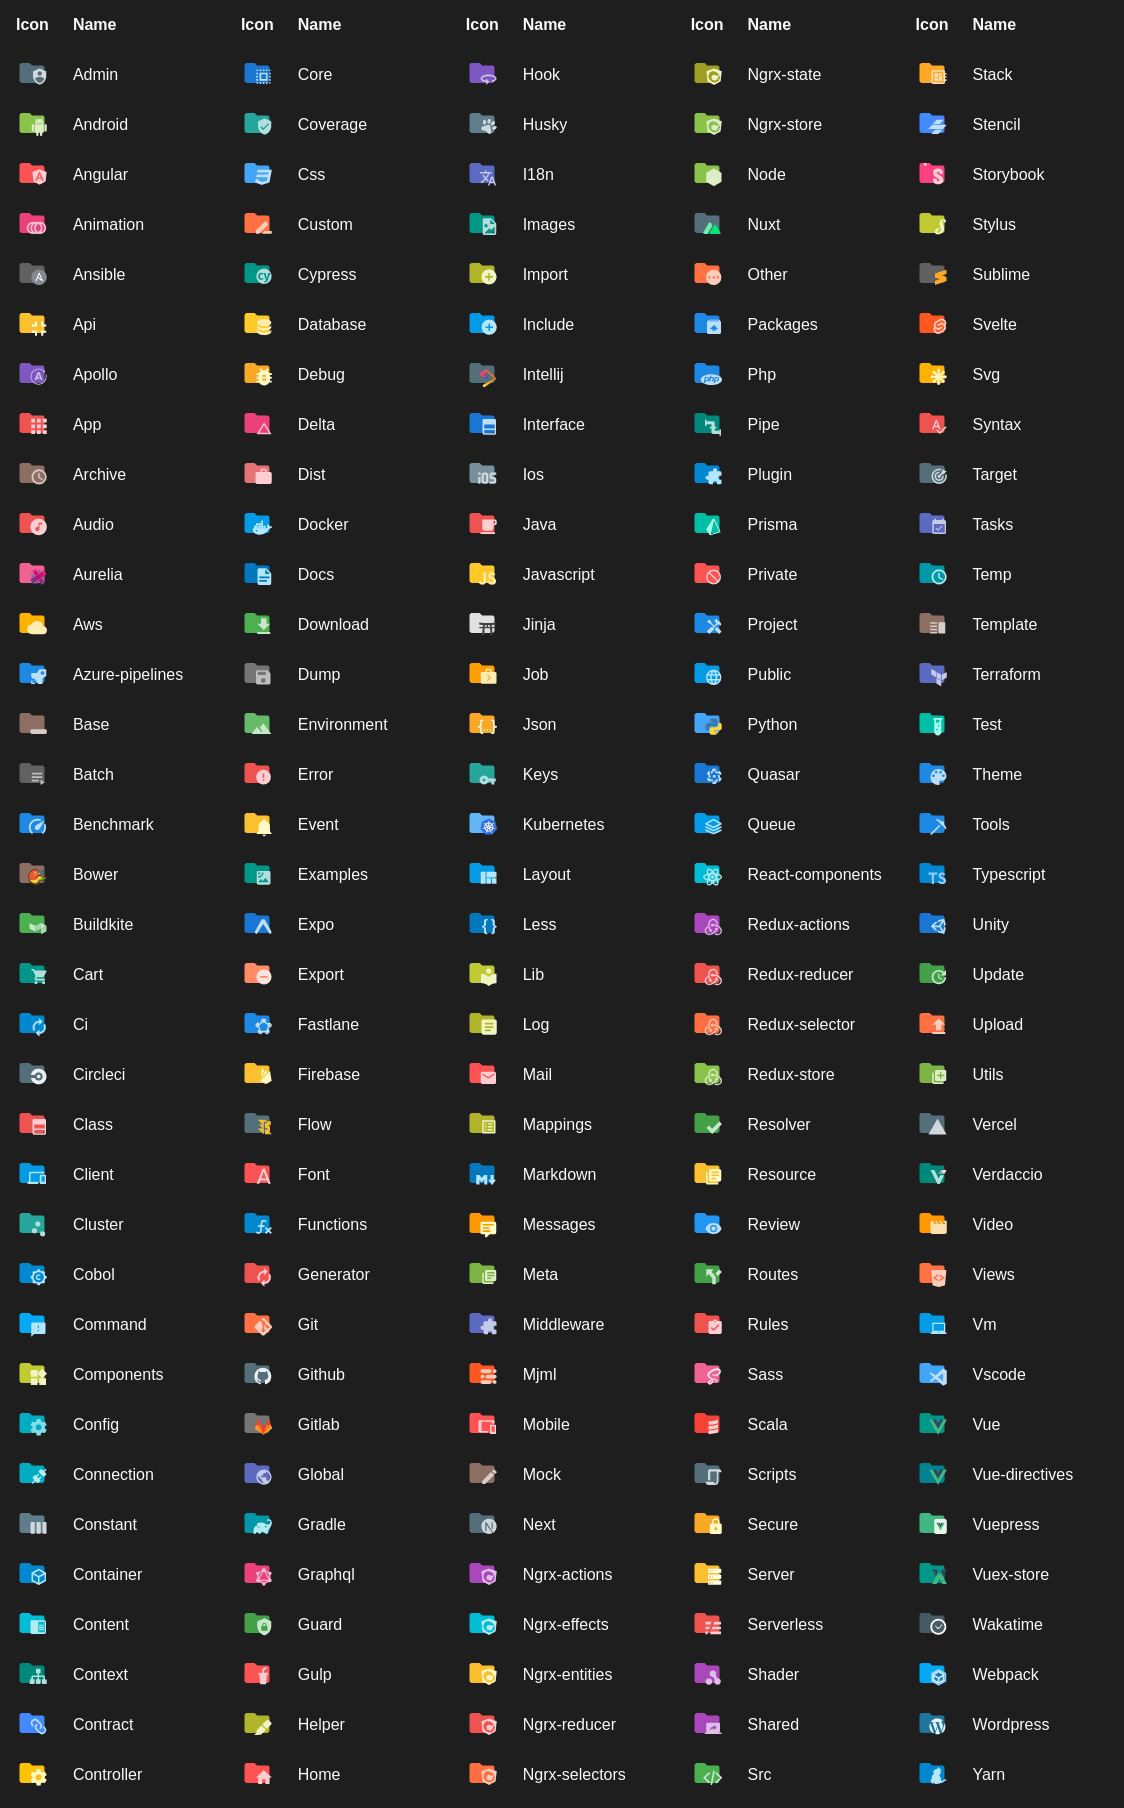 Icon Name Icon Name Icon Name Icon Name Icon Name
Admin Core Hook Ngrx-state Stack
Android Coverage Husky Ngrx-store Stencil
Angular Css I18n Node Storybook
Animation Custom Images Nuxt Stylus
Ansible Cypress Import Other Sublime
Api Database Include Packages Svelte
Apollo Debug Intellij Php Svg
App Delta Interface Pipe Syntax
Archive Dist Ios Plugin Target
Audio Docker Java Prisma Tasks
Aurelia Docs Javascript Private Temp
Aws Download Jinja Project Template
Azure-pipelines Dump Job Public Terraform
Base Environment Json Python Test
Batch Error Keys Quasar Theme
Benchmark Event Kubernetes Queue Tools
Bower Examples Layout React-components Typescript
Buildkite Expo Less Redux-actions Unity
Cart Export Lib Redux-reducer Update
Ci Fastlane Log Redux-selector Upload
Circleci Firebase Mail Redux-store Utils
Class Flow Mappings Resolver Vercel
Client Font Markdown Resource Verdaccio
Cluster Functions Messages Review Video
Cobol Generator Meta Routes Views
Command Git Middleware Rules Vm
Components Github Mjml Sass Vscode
Config Gitlab Mobile Scala Vue
Connection Global Mock Scripts Vue-directives
Constant Gradle Next Secure Vuepress
Container Graphql Ngrx-actions Server Vuex-store
Content Guard Ngrx-effects Serverless Wakatime
Context Gulp Ngrx-entities Shader Webpack
Contract Helper Ngrx-reducer Shared Wordpress
Controller Home Ngrx-selectors Src Yarn